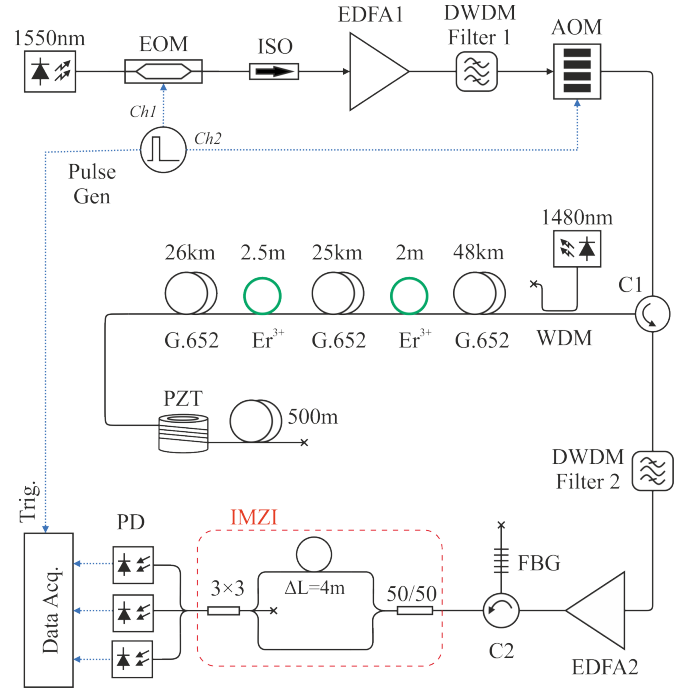 EDFA1
1550nm
EOM
ISO
DWDM
Filter 1
AOM
Ch1
Ch2
Pulse
Gen
1480nm
26km
2.5m
25km
2m
48km
C1
G.652
Er³⁺
G.652
Er³⁺
G.652
WDM
PZT
500m
DWDM
Filter 2
Trig.
PD
IMZI
FBG
3×3
ΔL=4m
50/50
Data Acq.
C2
EDFA2